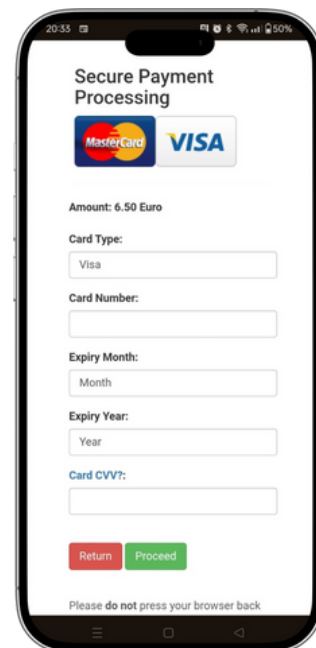 20:33
50%
Secure Payment
Processing
MasterCard VISA
Amount: 6.50 Euro
Card Type:
Visa
Card Number:
Expiry Month:
Month
Expiry Year:
Year
Card CVV?:
Return Proceed
Please do not press your browser back